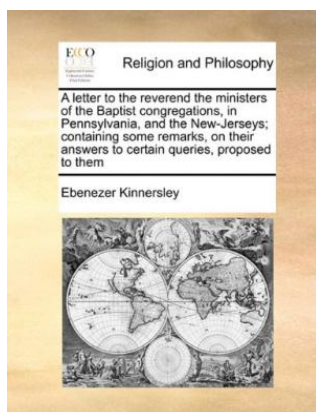 ECCO
Religion and Philosophy
A letter to the reverend the ministers
of the Baptist congregations, in
Pennsylvania, and the New-Jerseys;
containing some remarks, on their
answers to certain queries, proposed
to them
Ebenezer Kinnersley